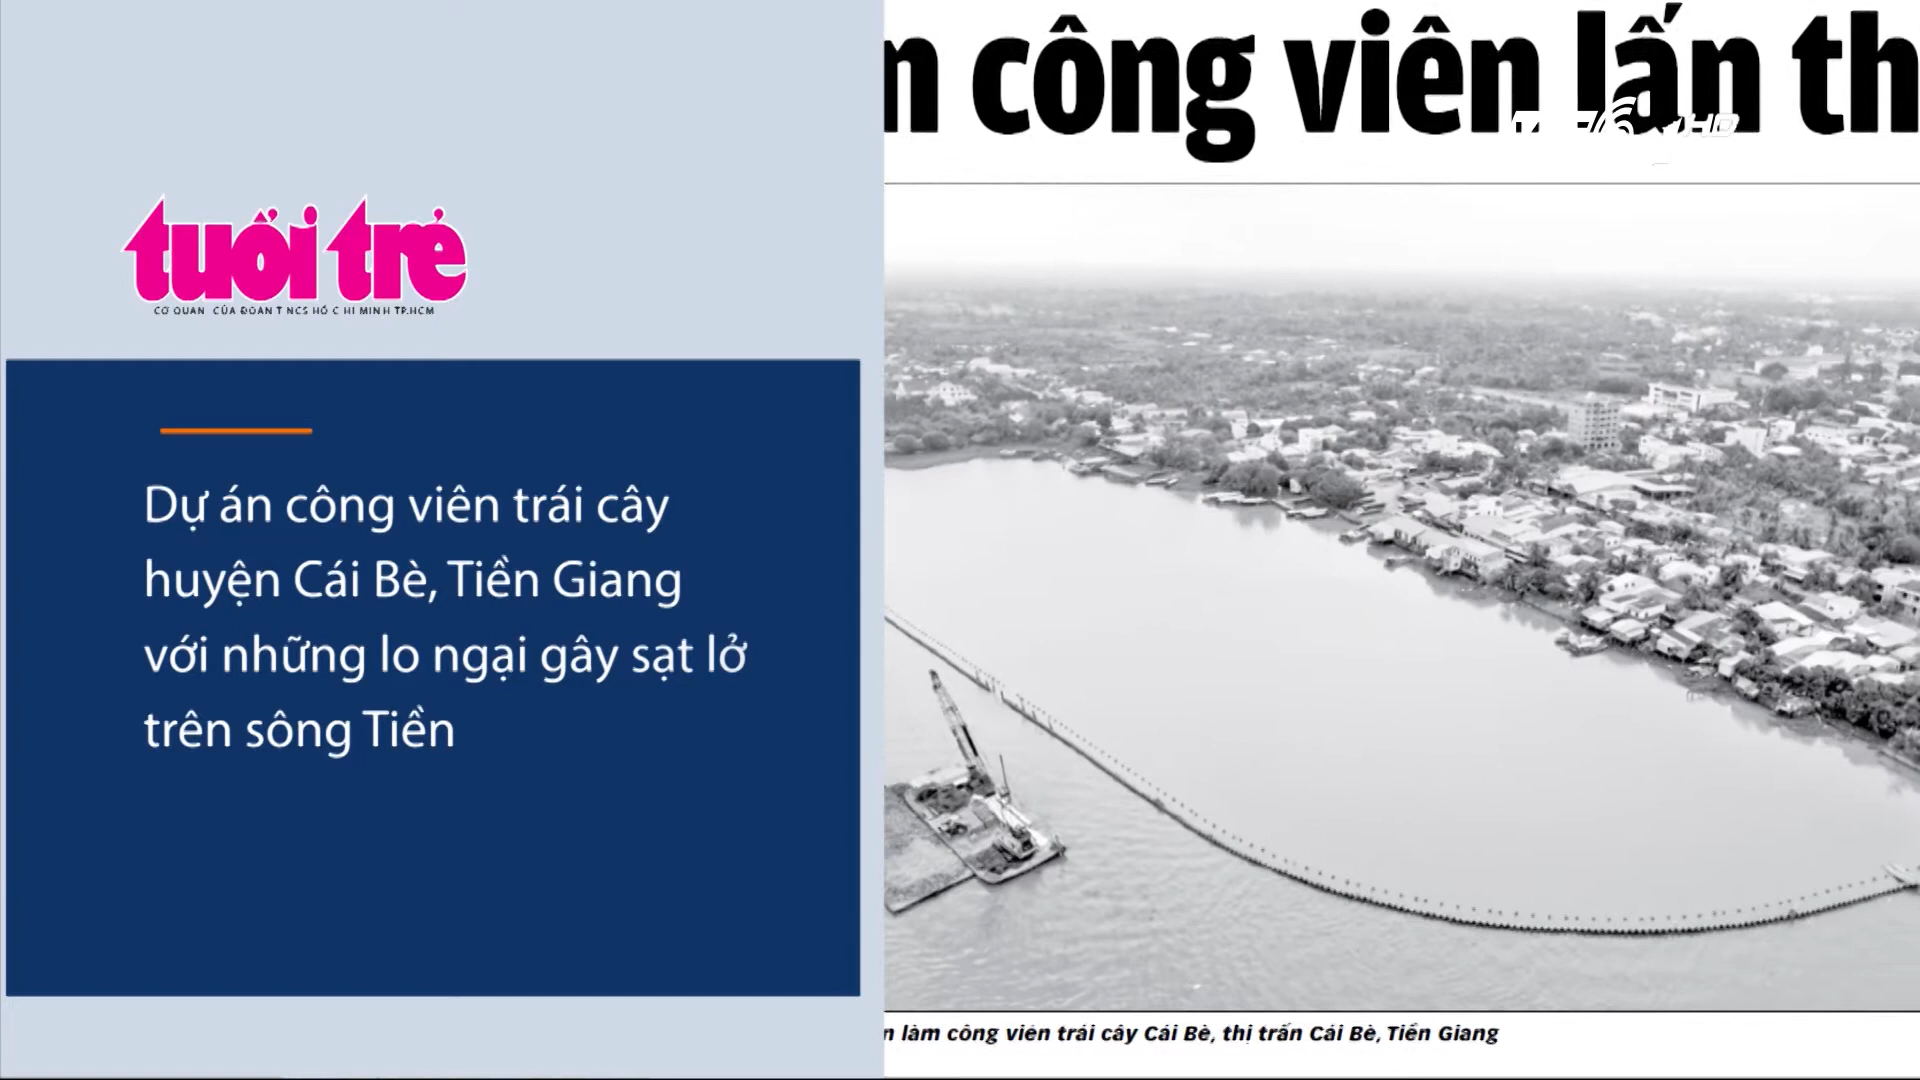 tuổi trẻ
CƠ QUAN CỦA ĐOÀN TNCS HỒ CHÍ MINH TP.HCM
Dự án công viên trái cây
huyện Cái Bè, Tiền Giang
với những lo ngại gây sạt lở
trên sông Tiền
công viên lấn
làm công viên trái cây Cái Bè, thị trấn Cái Bè, Tiền Giang